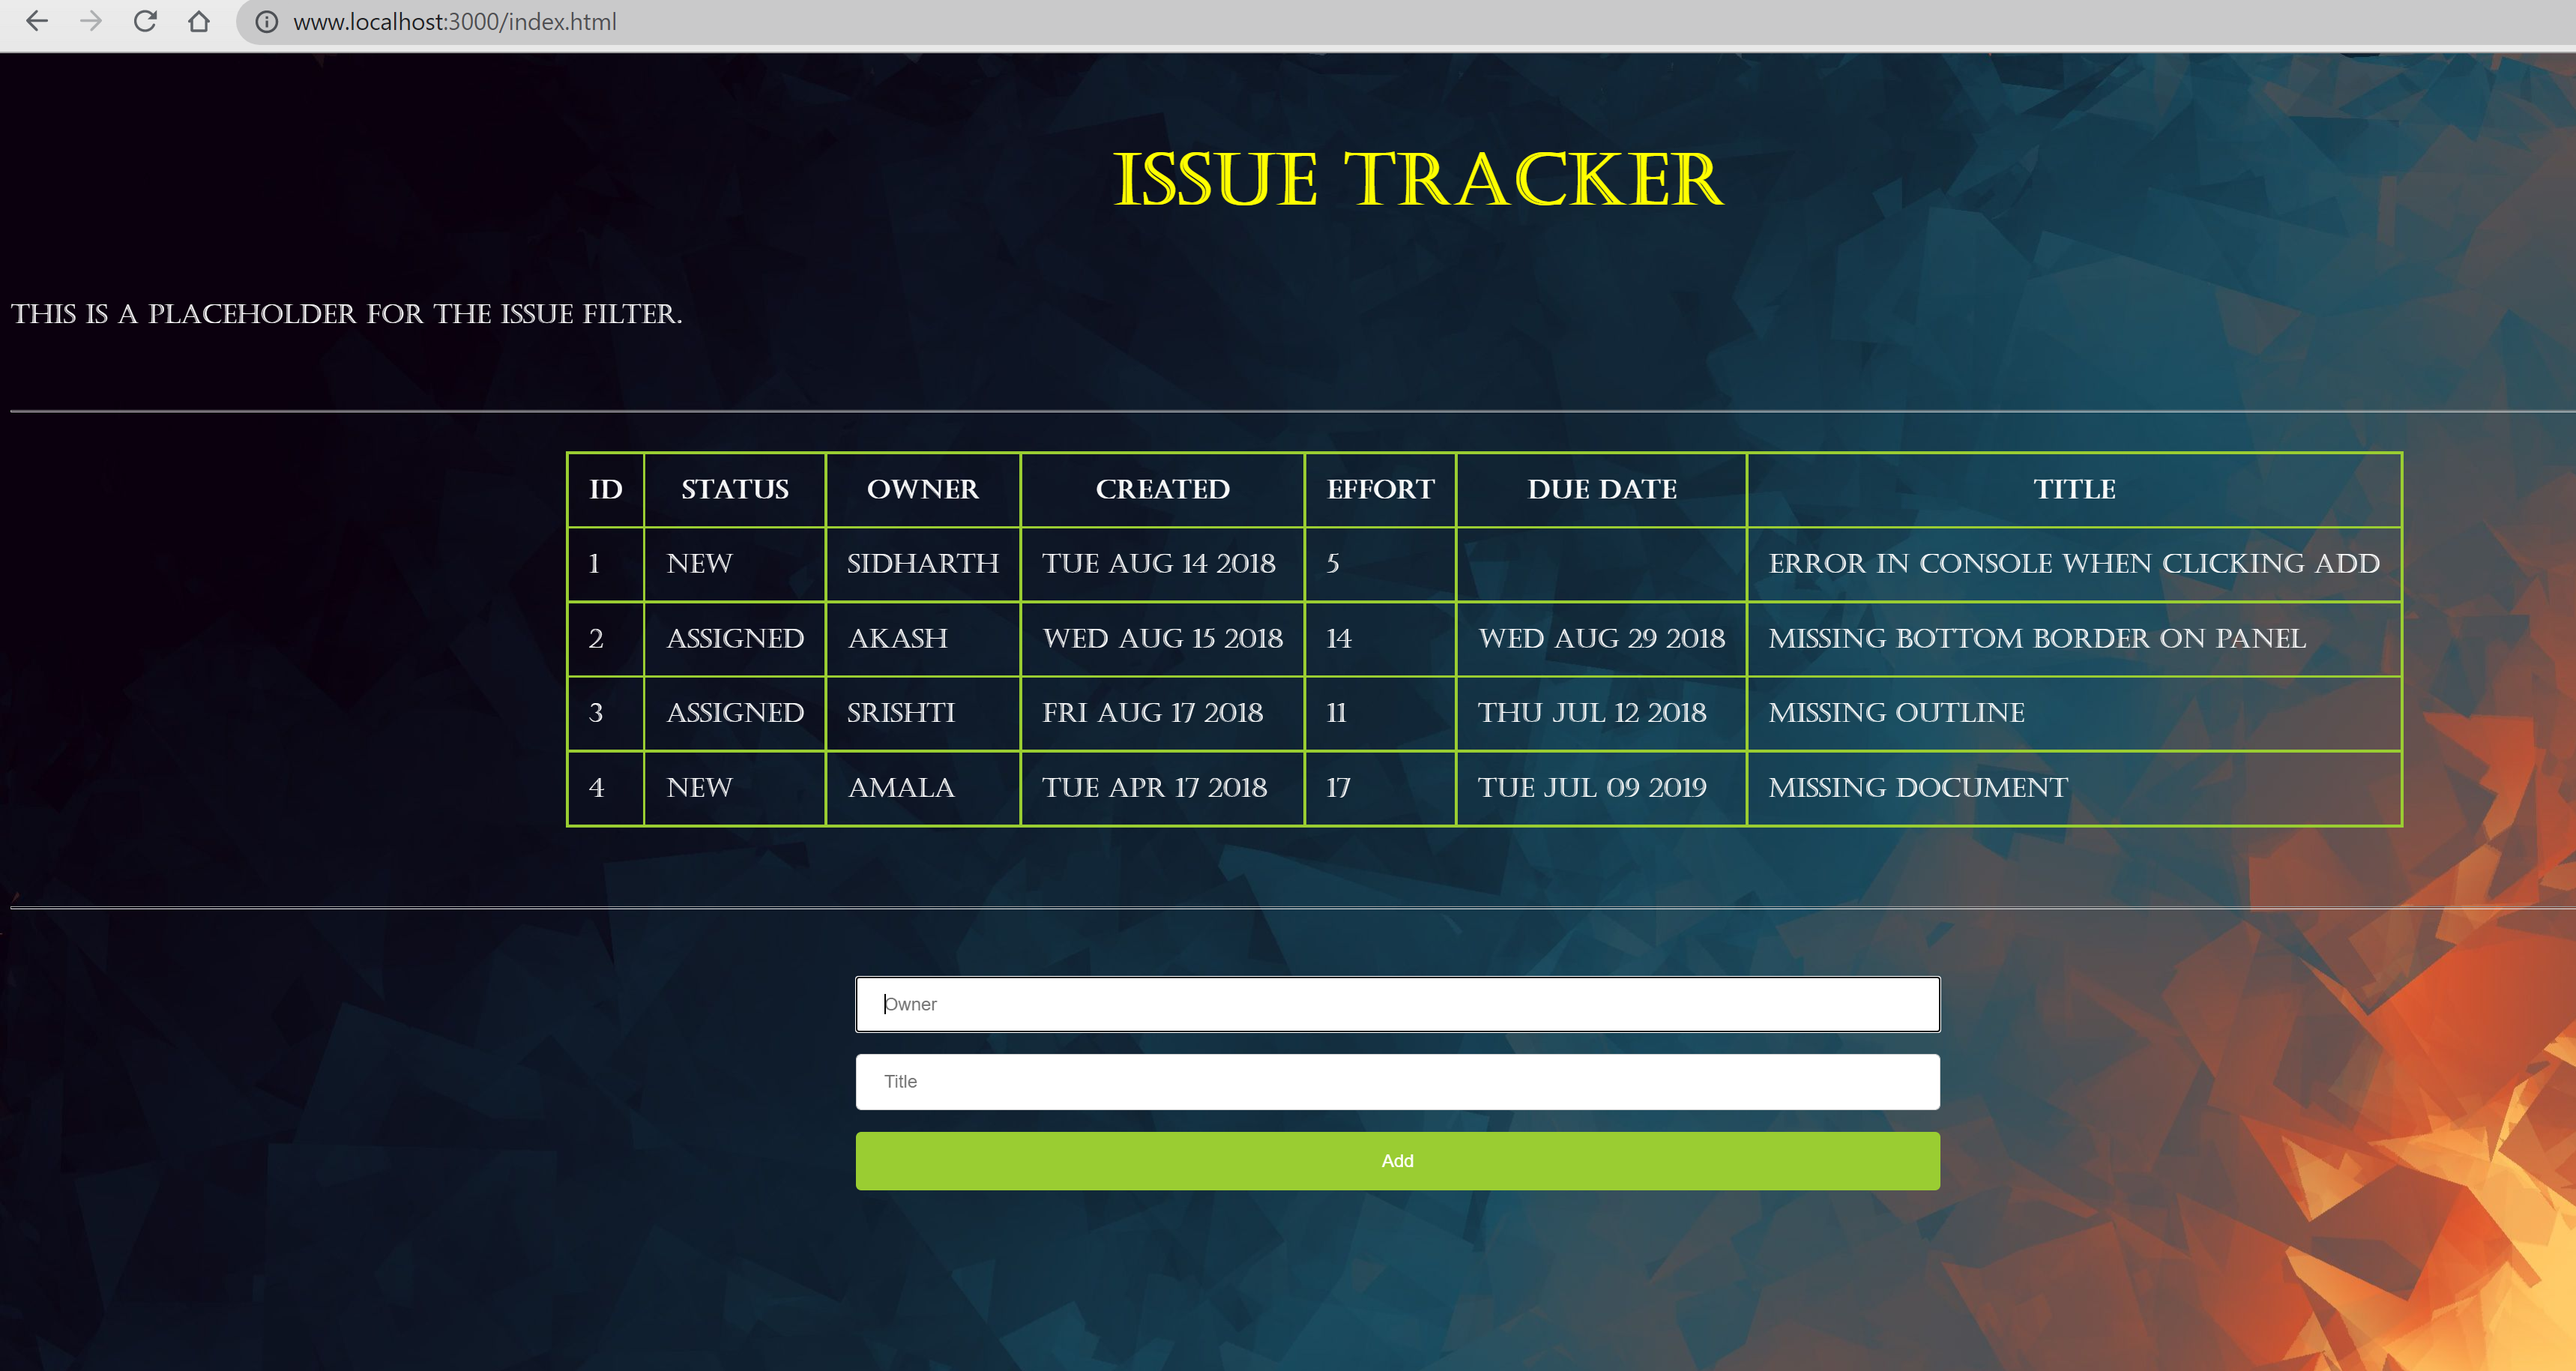 www.localhost:3000/index.html
ISSUE TRACKER
THIS IS A PLACEHOLDER FOR THE ISSUE FILTER.
ID STATUS OWNER CREATED EFFORT DUE DATE TITLE
1 NEW SIDHARTH TUE AUG 14 2018 5 ERROR IN CONSOLE WHEN CLICKING ADD
2 ASSIGNED AKASH WED AUG 15 2018 14 WED AUG 29 2018 MISSING BOTTOM BORDER ON PANEL
3 ASSIGNED SRISHTI FRI AUG 17 2018 11 THU JUL 12 2018 MISSING OUTLINE
4 NEW AMALA TUE APR 17 2018 17 TUE JUL 09 2019 MISSING DOCUMENT
Owner
Title
Add